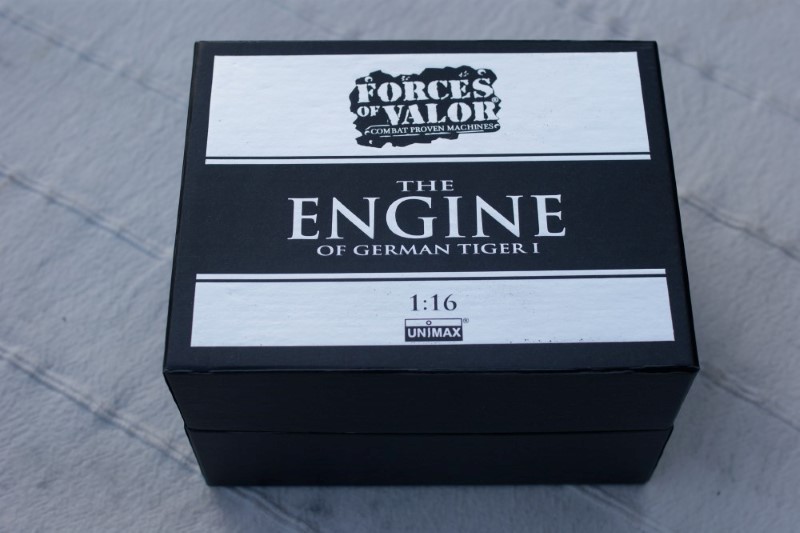 FORCES
OF VALOR®
COMBAT PROVEN MACHINES
THE
ENGINE
OF GERMAN TIGER I
1:16
UNIMAX®